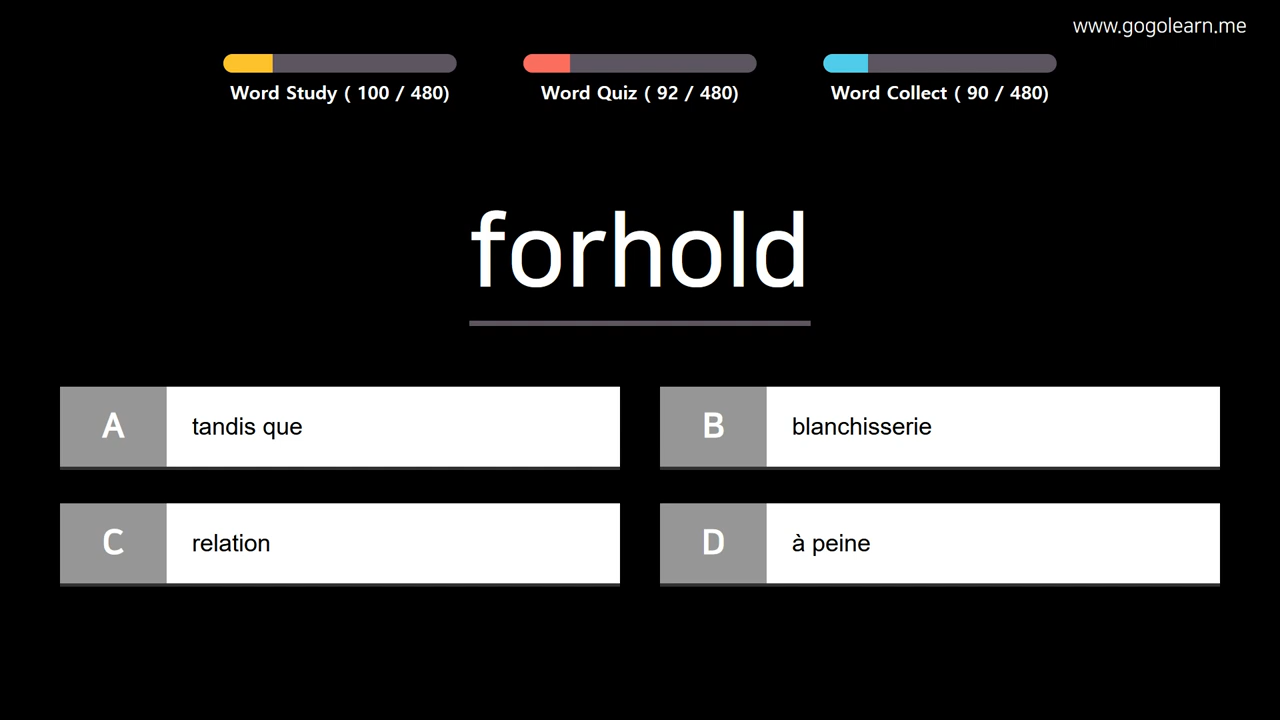 www.gogolearn.me
Word Study ( 100 / 480)
Word Quiz ( 92 / 480)
Word Collect ( 90 / 480)
forhold
A tandis que
B blanchisserie
C relation
D à peine